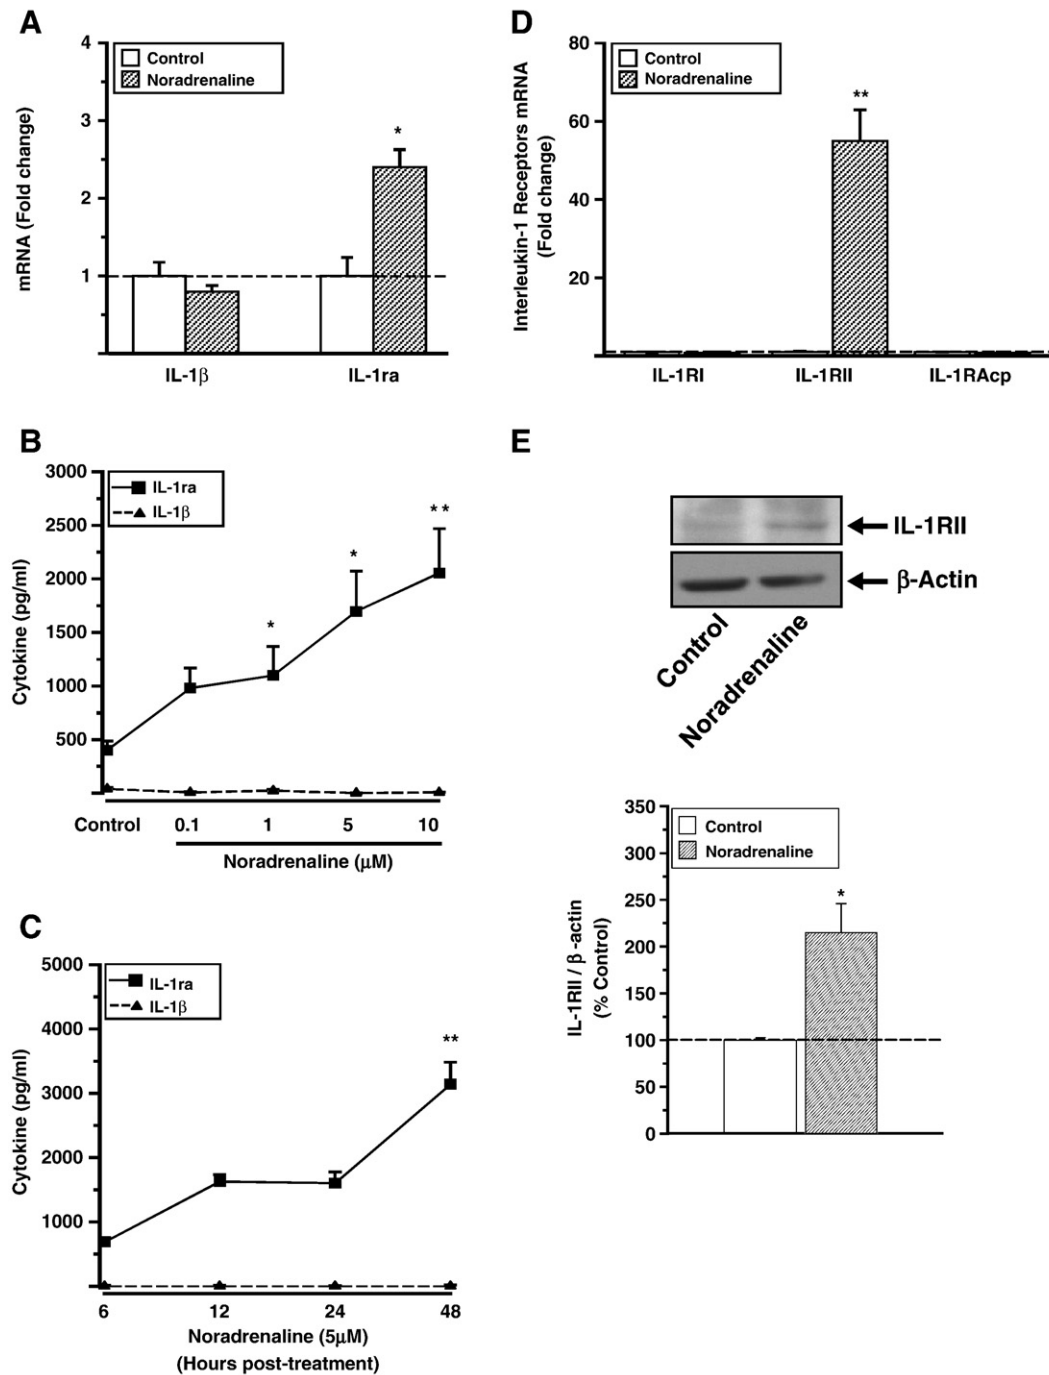 A
mRNA (Fold change)
4
3
2
1
Control
Noradrenaline
*
IL-1β
IL-1ra
D
Interleukin-1 Receptors mRNA
(Fold change)
80
60
40
20
Control
Noradrenaline
**
IL-1RI
IL-1RII
IL-1RAcp
B
Cytokine (pg/ml)
3000
2500
2000
1500
1000
500
IL-1ra
IL-1β
*
*
**
Control
0.1
1
5
10
Noradrenaline (μM)
E
IL-1RII
β-Actin
Control
Noradrenaline
IL-1RII / β-actin
(% Control)
350
300
250
200
150
100
50
0
Control
Noradrenaline
*
C
Cytokine (pg/ml)
5000
4000
3000
2000
1000
IL-1ra
IL-1β
**
6
12
24
48
Noradrenaline (5μM)
(Hours post-treatment)